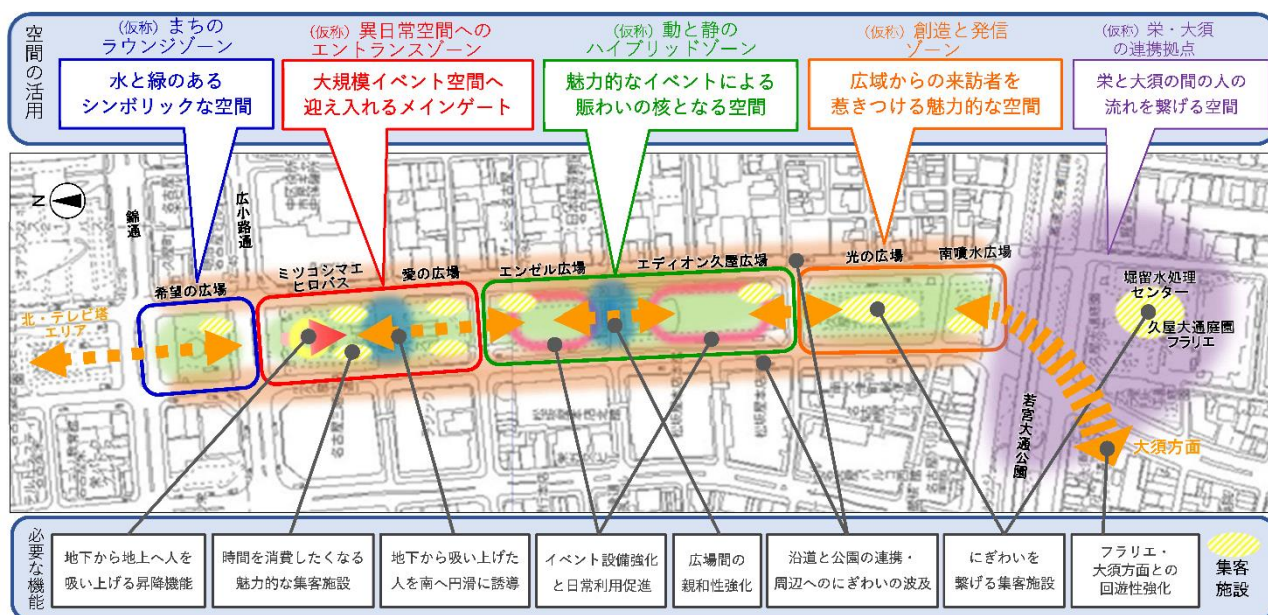 空間の活用
(仮称) まちの
ラウンジゾーン
水と緑のある
シンボリックな空間
(仮称) 異日常空間への
エントランスゾーン
大規模イベント空間へ
迎え入れるメインゲート
(仮称) 動と静の
ハイブリッドゾーン
魅力的なイベントによる
賑わいの核となる空間
(仮称) 創造と発信
ゾーン
広域からの来訪者を
惹きつける魅力的な空間
(仮称) 栄・大須
の連携拠点
栄と大須の間の人の
流れを繋げる空間
N
錦通
広小路通
希望の広場
ミツコシマエ
ヒロバス
愛の広場
エンゼル広場
エディオン久屋広場
光の広場
南噴水広場
堀留水処理
センター
久屋大通庭園
フラリエ
北・テレビ塔
エリア
若宮大通公園
大須方面
必要な機能
地下から地上へ人を
吸い上げる昇降機能
時間を消費したくなる
魅力的な集客施設
地下から吸い上げた
人を南へ円滑に誘導
イベント設備強化
と日常利用促進
広場間の
親和性強化
沿道と公園の連携・
周辺へのにぎわいの波及
にぎわいを
繋げる集客施設
フラリエ・
大須方面との
回遊性強化
集客
施設